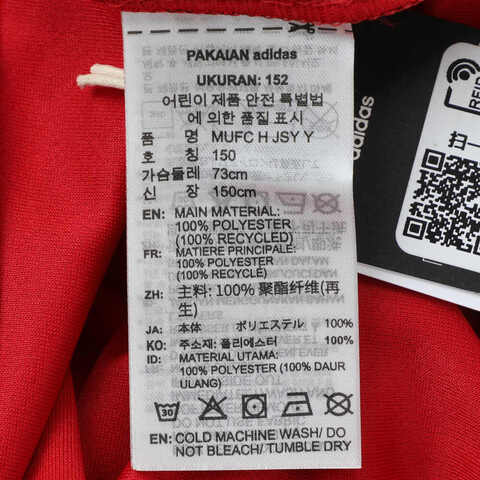 PAKAIAN adidas
UKURAN: 152
어린이 제품 안전 특별법
에 의한 품질 표시
품 명 MUFC H JSY Y
호 칭 150
가슴둘레 73cm
신 장 150cm
EN: MAIN MATERIAL:
100% POLYESTER
(100% RECYCLED)
FR: MATIERE PRINCIPALE:
100% POLYESTER
(100% RECYCLÉ)
ZH: 主料: 100% 聚酯纤维(再
生)
JA: 本体 ポリエステル 100%
KO: 주소재: 폴리에스터 100%
ID: MATERIAL UTAMA:
100% POLYESTER (100% DAUR
ULANG)
30
EN: COLD MACHINE WASH/ DO
NOT BLEACH/ TUMBLE DRY
adidas
RFID
扫一